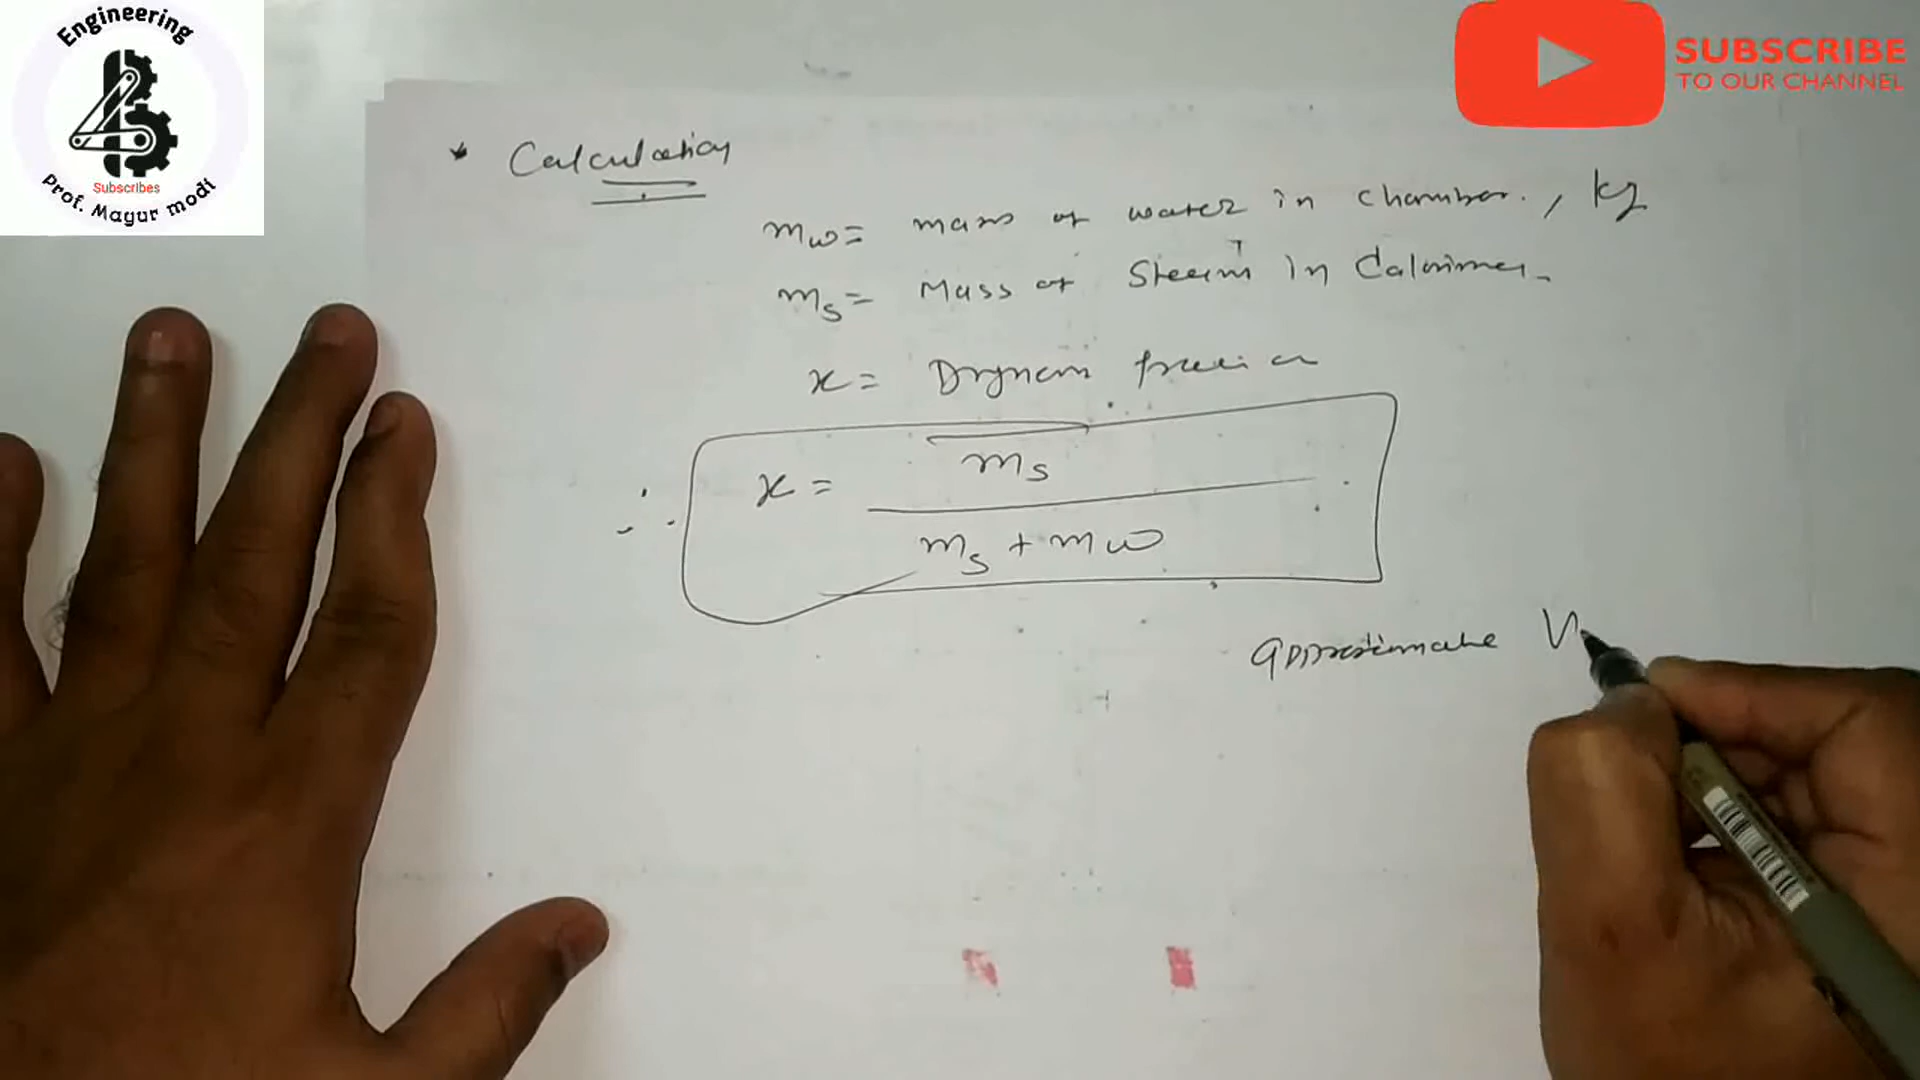 Engineering
Subscribes
Prof. Mayur modi
SUBSCRIBE
TO OUR CHANNEL
* Calculation
mw = mass of water in chamber., kg
ms = Mass of Steam in Calorimeter.
x = Dryness fraction
∴ x = ms / ms + mw
approximate V